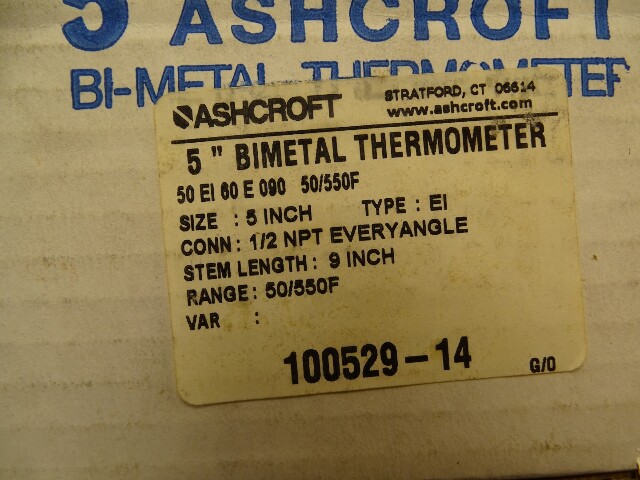 5 ASHCROFT
BI-METAL THERMOMETER
ASHCROFT
STRATFORD, CT 06614
www.ashcroft.com
5 " BIMETAL THERMOMETER
50 EI 60 E 090 50/550F
SIZE : 5 INCH TYPE : EI
CONN : 1/2 NPT EVERYANGLE
STEM LENGTH : 9 INCH
RANGE : 50/550F
VAR :
100529-14
G/O